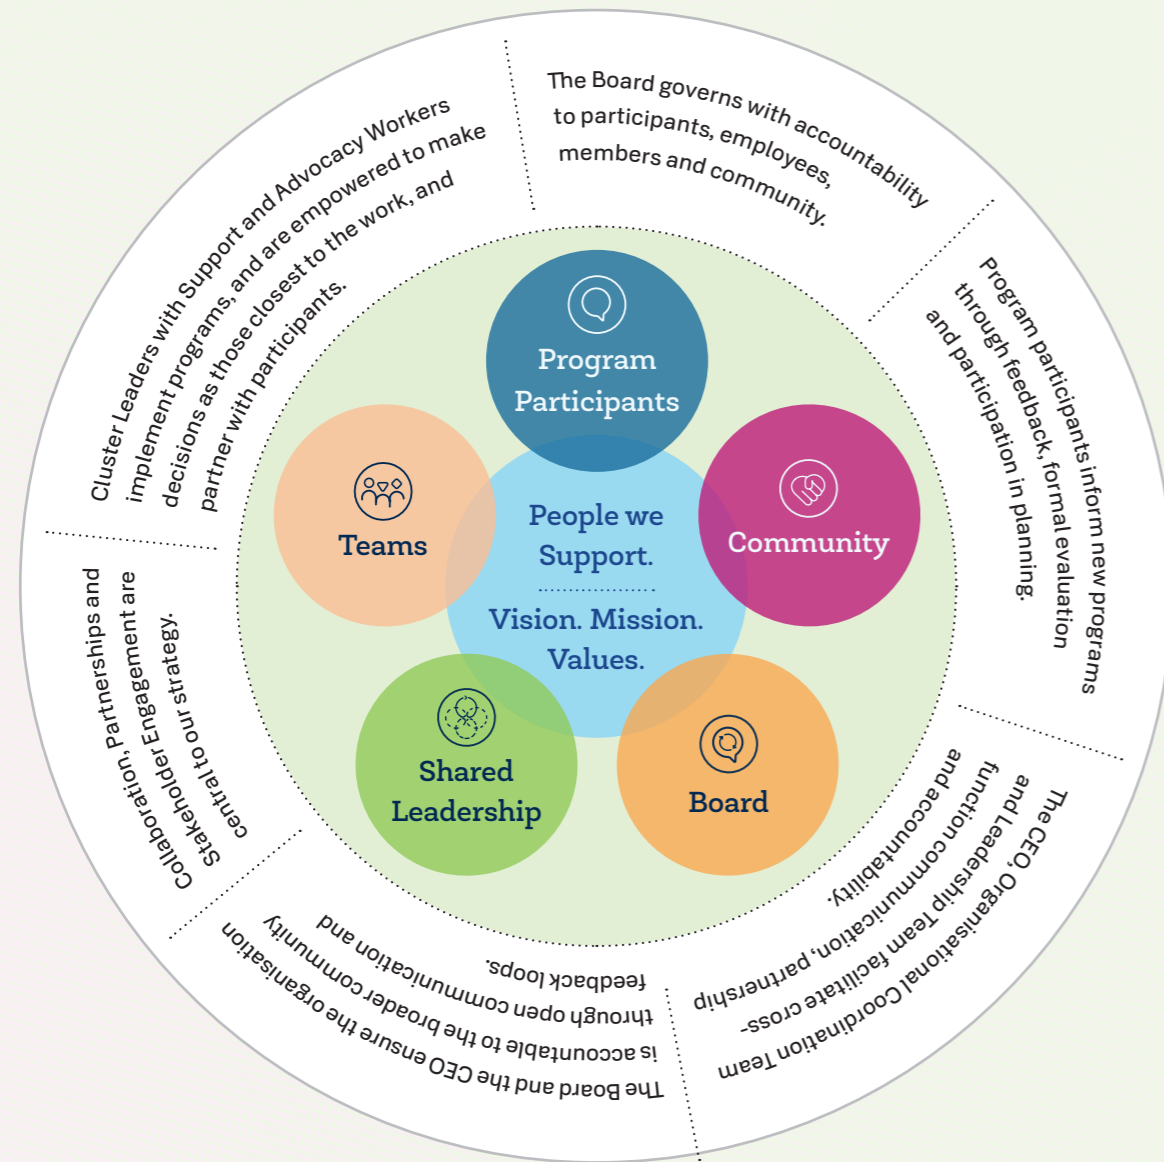 The Board governs with accountability
to participants, employees,
members and community.
Program participants inform new programs
through feedback, formal evaluation
and participation in planning.
The CEO, Organisational Coordination Team
and Leadership Team facilitate cross-
function communication, partnership
and accountability.
The Board and the CEO ensure the organisation
is accountable to the broader community
through open communication and
feedback loops.
Collaboration, Partnerships and
Stakeholder Engagement are
central to our strategy.
Cluster Leaders with Support and Advocacy Workers
implement programs, and are empowered to make
decisions as those closest to the work, and
partner with participants.
Program
Participants
Community
Board
Shared
Leadership
Teams
People we
Support.
Vision. Mission.
Values.